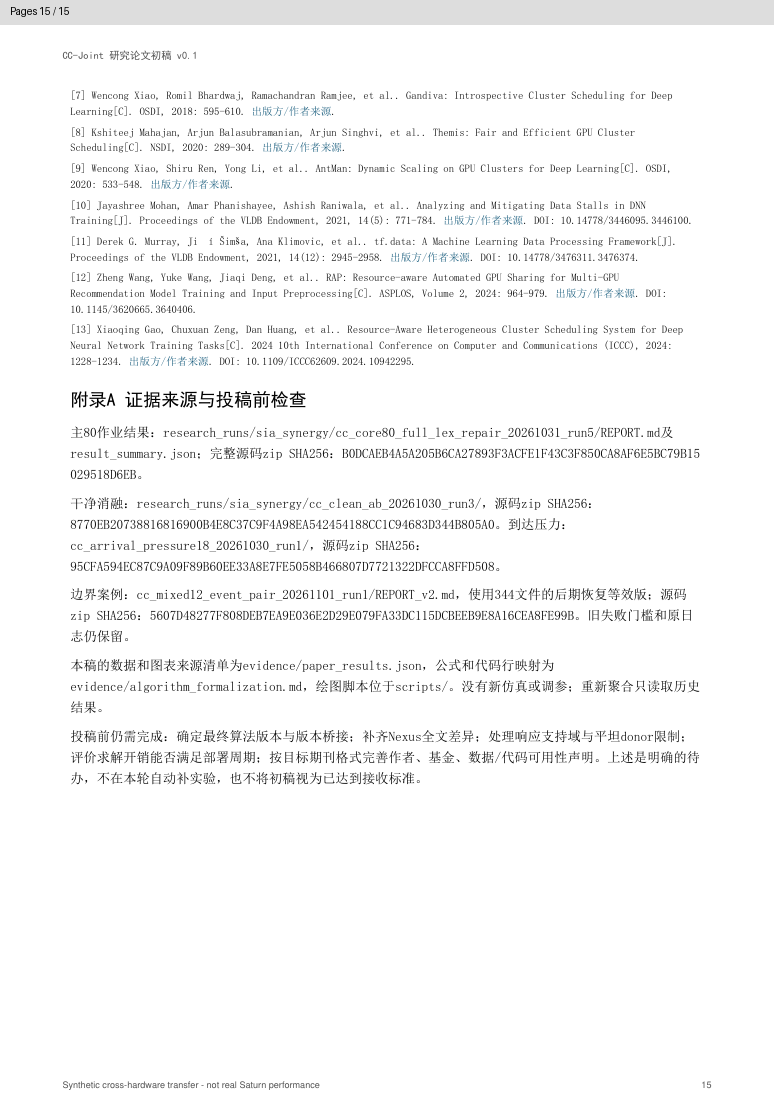 Pages 15 / 15
CC-Joint 研究论文初稿 v0.1
[7] Wencong Xiao, Romil Bhardwaj, Ramachandran Ramjee, et al.. Gandiva: Introspective Cluster Scheduling for Deep
Learning[C]. OSDI, 2018: 595-610. 出版方/作者来源.
[8] Kshiteej Mahajan, Arjun Balasubramanian, Arjun Singhvi, et al.. Themis: Fair and Efficient GPU Cluster
Scheduling[C]. NSDI, 2020: 289-304. 出版方/作者来源.
[9] Wencong Xiao, Shiru Ren, Yong Li, et al.. AntMan: Dynamic Scaling on GPU Clusters for Deep Learning[C]. OSDI,
2020: 533-548. 出版方/作者来源.
[10] Jayashree Mohan, Amar Phanishayee, Ashish Raniwala, et al.. Analyzing and Mitigating Data Stalls in DNN
Training[J]. Proceedings of the VLDB Endowment, 2021, 14(5): 771-784. 出版方/作者来源. DOI: 10.14778/3446095.3446100.
[11] Derek G. Murray, Ji í Šimša, Ana Klimovic, et al.. tf.data: A Machine Learning Data Processing Framework[J].
Proceedings of the VLDB Endowment, 2021, 14(12): 2945-2958. 出版方/作者来源. DOI: 10.14778/3476311.3476374.
[12] Zheng Wang, Yuke Wang, Jiaqi Deng, et al.. RAP: Resource-aware Automated GPU Sharing for Multi-GPU
Recommendation Model Training and Input Preprocessing[C]. ASPLOS, Volume 2, 2024: 964-979. 出版方/作者来源. DOI:
10.1145/3620665.3640406.
[13] Xiaoqing Gao, Chuxuan Zeng, Dan Huang, et al.. Resource-Aware Heterogeneous Cluster Scheduling System for Deep
Neural Network Training Tasks[C]. 2024 10th International Conference on Computer and Communications (ICCC), 2024:
1228-1234. 出版方/作者来源. DOI: 10.1109/ICCC62609.2024.10942295.
附录A 证据来源与投稿前检查
主80作业结果：research_runs/sia_synergy/cc_core80_full_lex_repair_20261031_run5/REPORT.md及
result_summary.json；完整源码zip SHA256：B0DCAEB4A5A205B6CA27893F3ACFE1F43C3F850CA8AF6E5BC79B15
029518D6EB。
干净消融：research_runs/sia_synergy/cc_clean_ab_20261030_run3/，源码zip SHA256：
8770EB20738816816900B4E8C37C9F4A98EA542454188CC1C94683D344B805A0。到达压力：
cc_arrival_pressure18_20261030_run1/，源码zip SHA256：
95CFA594EC87C9A09F89B60EE33A8E7FE5058B466807D7721322DFCCA8FFD508。
边界案例：cc_mixed12_event_pair_20261101_run1/REPORT_v2.md，使用344文件的后期恢复等效版；源码
zip SHA256：5607D48277F808DEB7EA9E036E2D29E079FA33DC115DCBEEB9E8A16CEA8FE99B。旧失败门槛和原日
志仍保留。
本稿的数据和图表来源清单为evidence/paper_results.json，公式和代码行映射为
evidence/algorithm_formalization.md，绘图脚本位于scripts/。没有新仿真或调参；重新聚合只读取历史
结果。
投稿前仍需完成：确定最终算法版本与版本桥接；补齐Nexus全文差异；处理响应支持域与平坦donor限制；
评价求解开销能否满足部署周期；按目标期刊格式完善作者、基金、数据/代码可用性声明。上述是明确的待
办，不在本轮自动补实验，也不将初稿视为已达到接收标准。
Synthetic cross-hardware transfer - not real Saturn performance
15